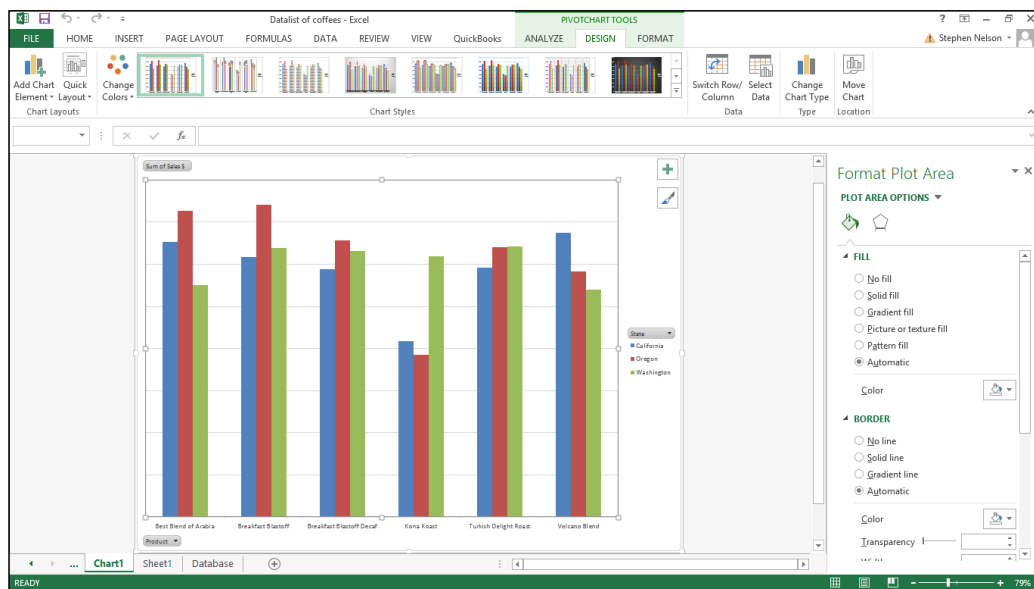 Datalist of coffees - Excel
PIVOTCHART TOOLS
?
FILE HOME INSERT PAGE LAYOUT FORMULAS DATA REVIEW VIEW QuickBooks ANALYZE DESIGN FORMAT
Stephen Nelson
Add Chart Element
Quick Layout
Change Colors
Switch Row/ Column
Select Data
Change Chart Type
Move Chart
Chart Layouts
Chart Styles
Data
Type
Location
fx
Sum of Sales $
State
California
Oregon
Washington
Best Blend of Arabia Breakfast Blastoff Breakfast Blastoff Decaf Kona Koast Turkish Delight Roast Volcano Blend
Product
Format Plot Area
PLOT AREA OPTIONS
FILL
No fill
Solid fill
Gradient fill
Picture or texture fill
Pattern fill
Automatic
Color
BORDER
No line
Solid line
Gradient line
Automatic
Color
Transparency
... Chart1 Sheet1 Database
READY
79%